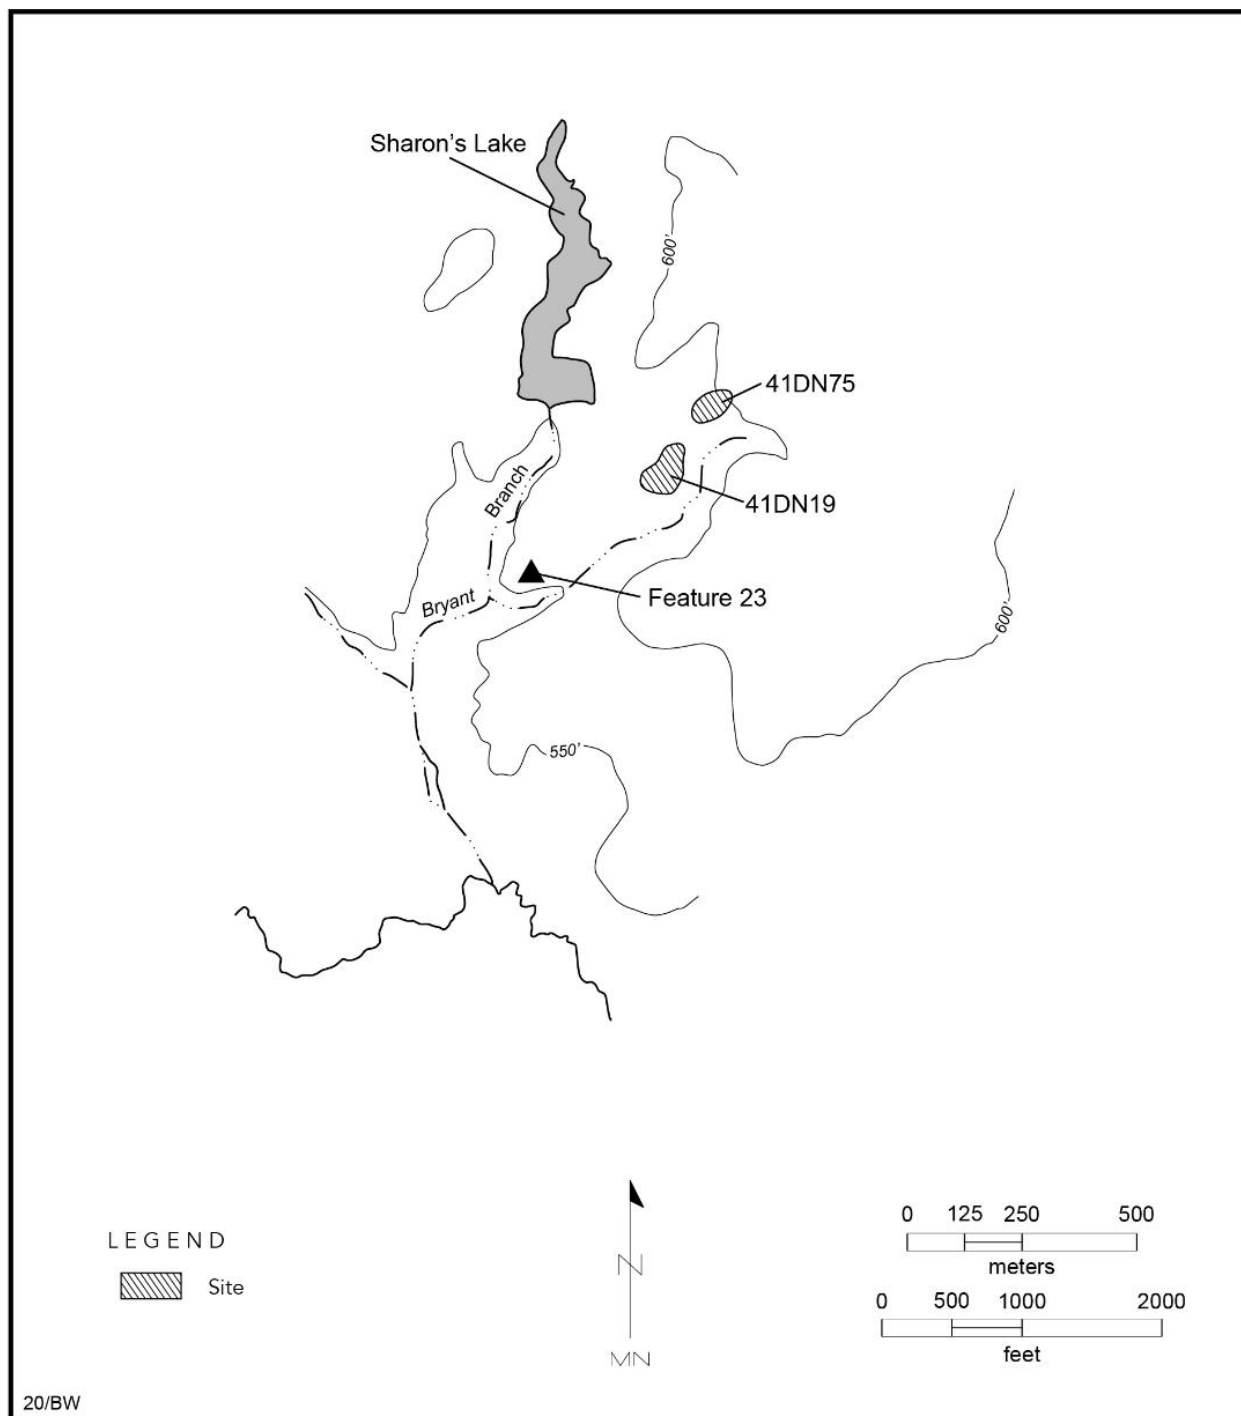 Sharon's Lake
600'
41DN75
Branch
41DN19
Bryant
Feature 23
600'
550'
0 125 250 500
meters
LEGEND
Site
N
0 500 1000 2000
feet
MN
20/BW